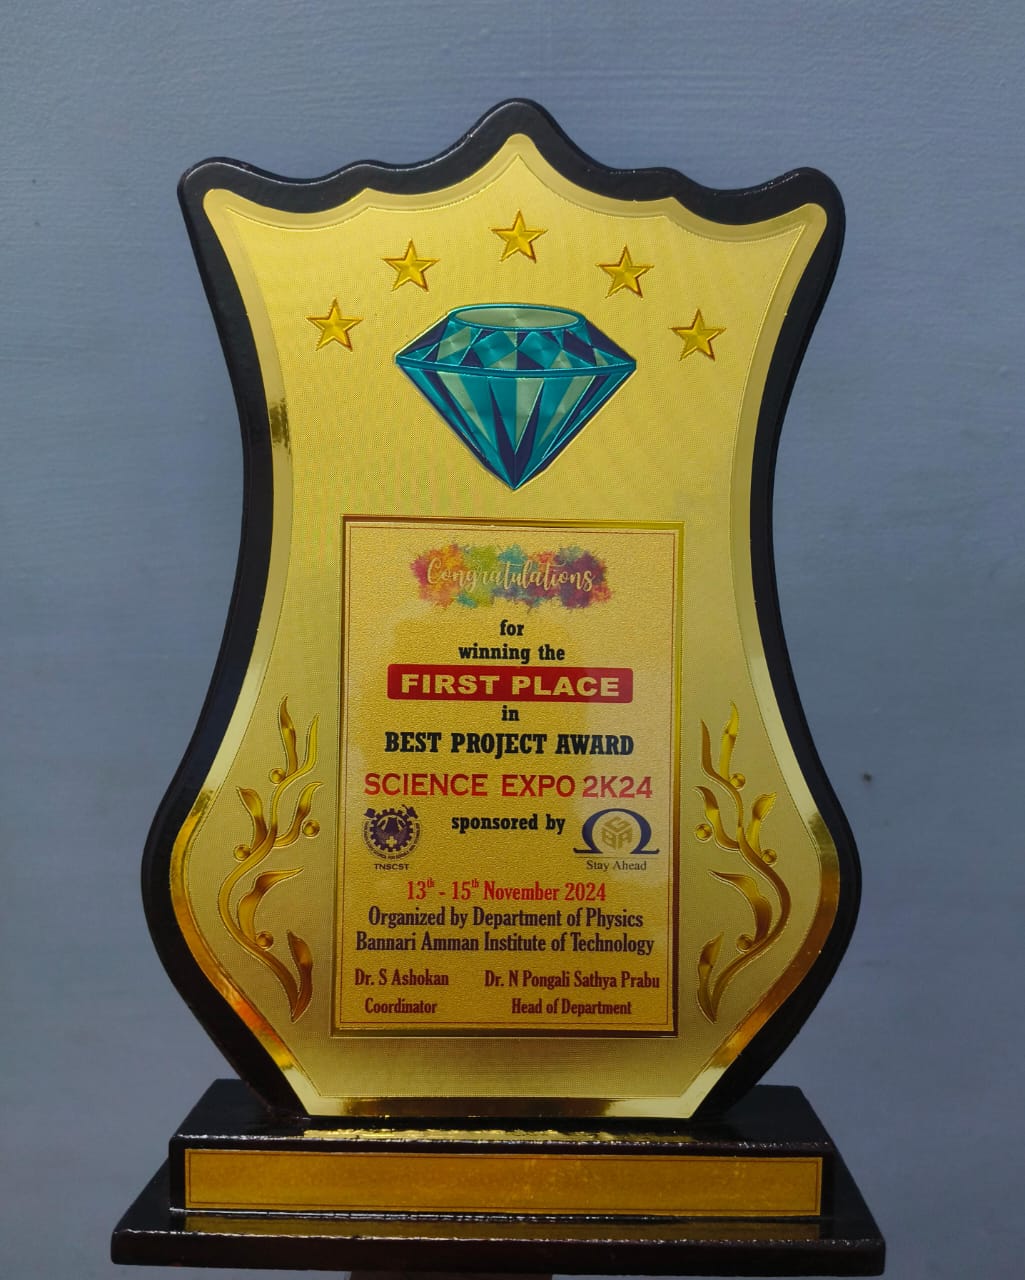 Congratulations
for
winning the
FIRST PLACE
in
BEST PROJECT AWARD
SCIENCE EXPO 2K24
sponsored by
TNSCST
Stay Ahead
13th - 15th November 2024
Organized by Department of Physics
Bannari Amman Institute of Technology
Dr. S Ashokan Dr. N Pongali Sathya Prabu
Coordinator Head of Department